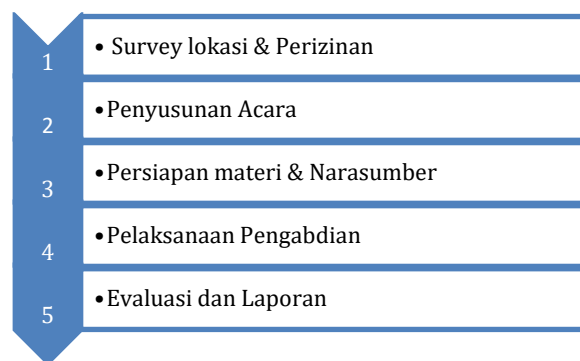 1
• Survey lokasi & Perizinan
2
•Penyusunan Acara
3
•Persiapan materi & Narasumber
4
•Pelaksanaan Pengabdian
5
•Evaluasi dan Laporan